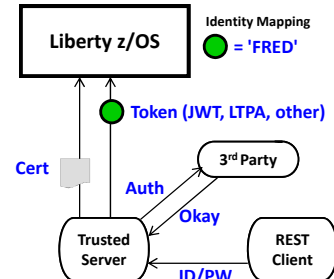 Liberty z/OS
Identity Mapping
= 'FRED'
Token (JWT, LTPA, other)
Cert
3rd Party
Auth
Okay
Trusted
Server
REST
Client
ID/PW